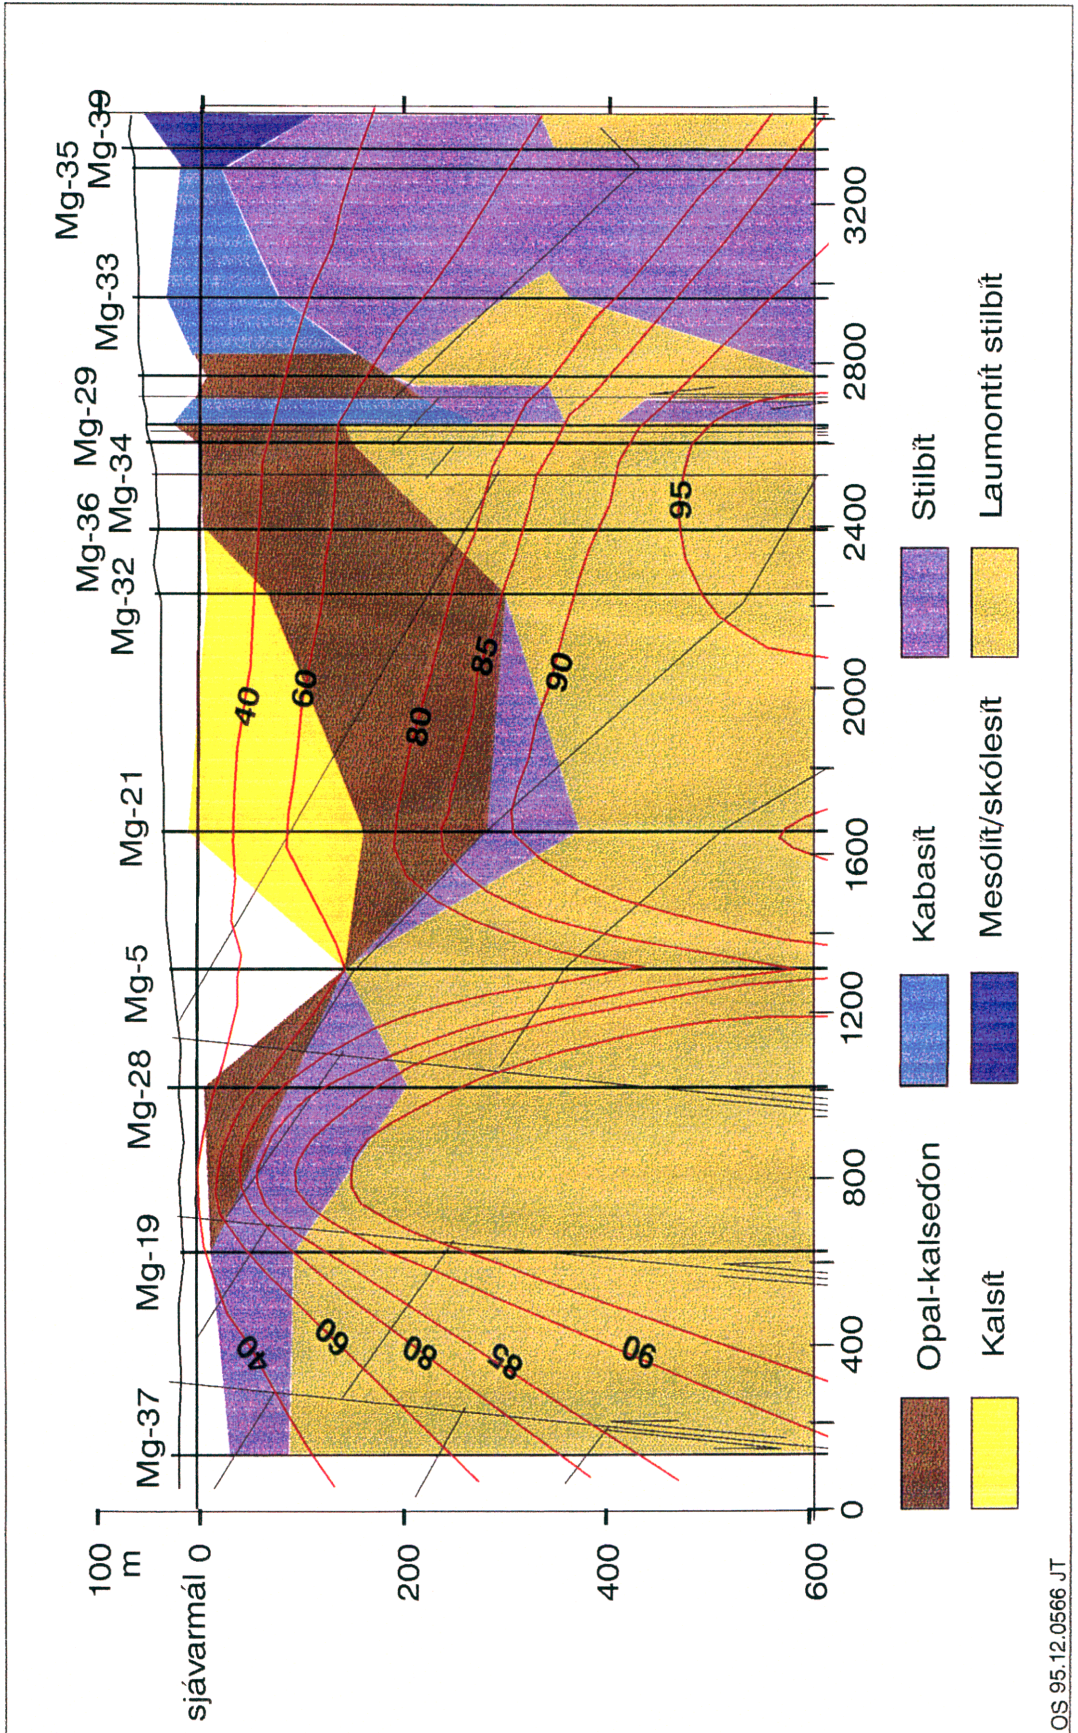 Mg-37
Mg-19
Mg-28
Mg-5
Mg-21
Mg-32
Mg-36
Mg-34
Mg-29
Mg-33
Mg-35
Mg-39
100
m
sjávarmál 0
200
400
600
40
60
80
85
90
40
60
80
85
90
95
0 400 800 1200 1600 2000 2400 2800 3200
Opal-kalsedon Kabasít Stilbít
Kalsít Mesólít/skólesít Laumontít stilbít
OS 95.12.0566 JT